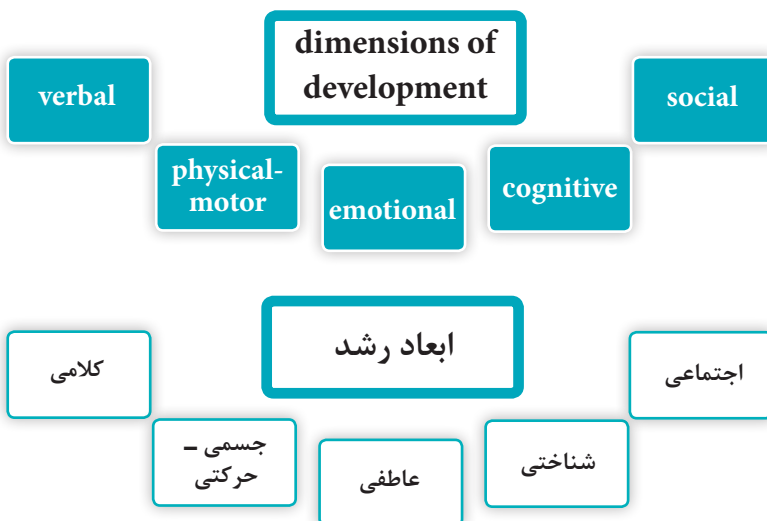 dimensions of
development
verbal
physical-
motor
emotional
cognitive
social
ابعاد رشد
کلامی
جسمی ـ
حرکتی
عاطفی
شناختی
اجتماعی